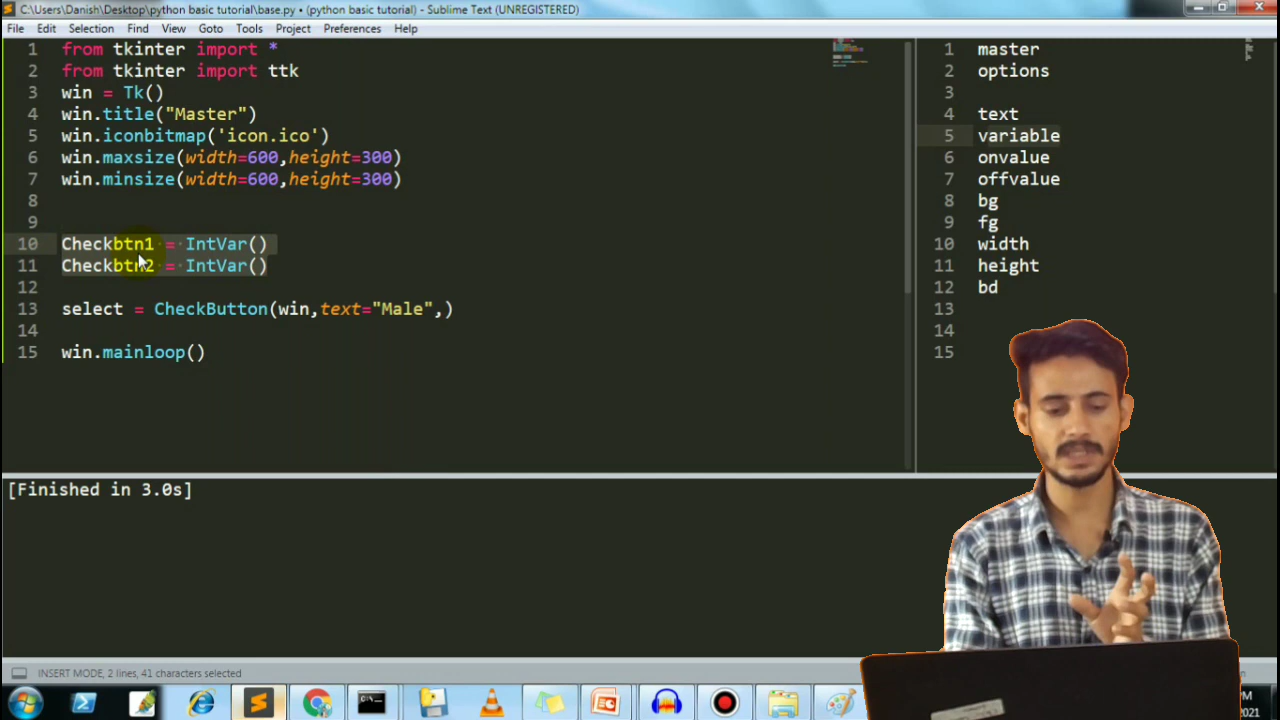 C:\Users\Danish\Desktop\python basic tutorial\base.py • (python basic tutorial) - Sublime Text (UNREGISTERED)
File Edit Selection Find View Goto Tools Project Preferences Help
1 from tkinter import *
2 from tkinter import ttk
3 win = Tk()
4 win.title("Master")
5 win.iconbitmap('icon.ico')
6 win.maxsize(width=600,height=300)
7 win.minsize(width=600,height=300)
8
9
10 Checkbtn1 = IntVar()
11 Checkbtn2 = IntVar()
12
13 select = CheckButton(win,text="Male",)
14
15 win.mainloop()
1 master
2 options
3
4 text
5 variable
6 onvalue
7 offvalue
8 bg
9 fg
10 width
11 height
12 bd
13
14
15
[Finished in 3.0s]
INSERT MODE, 2 lines, 41 characters selected